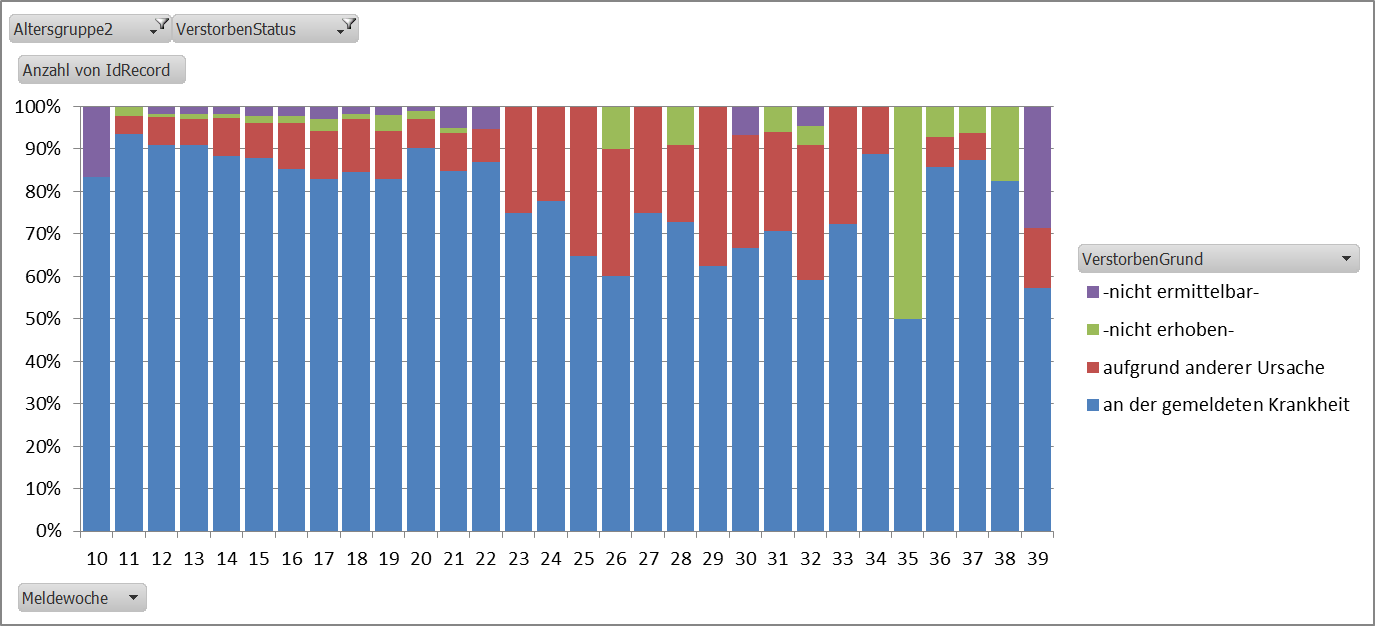 Altersgruppe2 VerstorbenStatus
Anzahl von IdRecord
100%
90%
80%
70%
60%
50%
40%
30%
20%
10%
0%
10 11 12 13 14 15 16 17 18 19 20 21 22 23 24 25 26 27 28 29 30 31 32 33 34 35 36 37 38 39
VerstorbenGrund
-nicht ermittelbar-
-nicht erhoben-
aufgrund anderer Ursache
an der gemeldeten Krankheit
Meldewoche